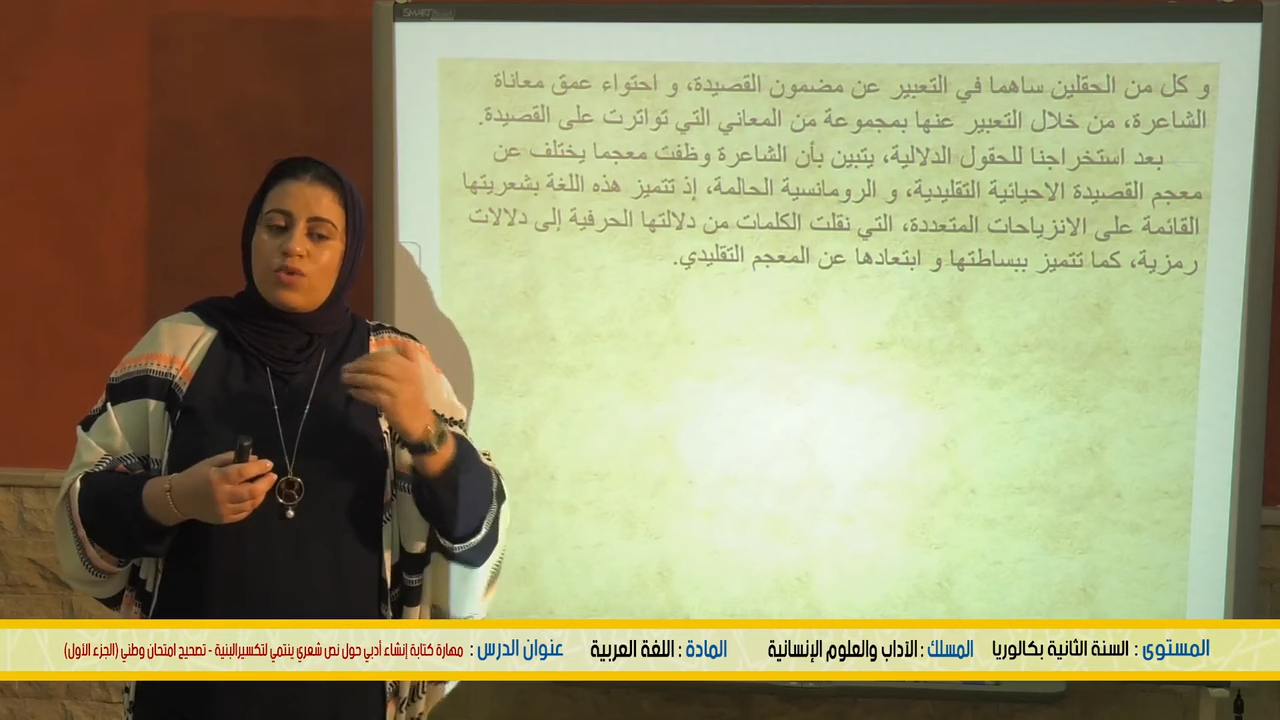 SMART
و كل من الحقلين ساهما في التعبير عن مضمون القصيدة، و احتواء عمق معاناة
الشاعرة، من خلال التعبير عنها بمجموعة من المعاني التي تواترت على القصيدة.
بعد استخراجنا للحقول الدلالية، يتبين بأن الشاعرة وظفت معجما يختلف عن
معجم القصيدة الاحيائية التقليدية، و الرومانسية الحالمة، إذ تتميز هذه اللغة بشعريتها
القائمة على الانزياحات المتعددة، التي نقلت الكلمات من دلالتها الحرفية إلى دلالات
رمزية، كما تتميز ببساطتها و ابتعادها عن المعجم التقليدي.
المستوى : السنة الثانية بكالوريا المسلك : الآداب والعلوم الإنسانية المادة : اللغة العربية عنوان الدرس : مهارة كتابة إنشاء أدبي حول نص شعري ينتمي لتكسيرالبنية - تصحيح امتحان وطني (الجزء الأول)